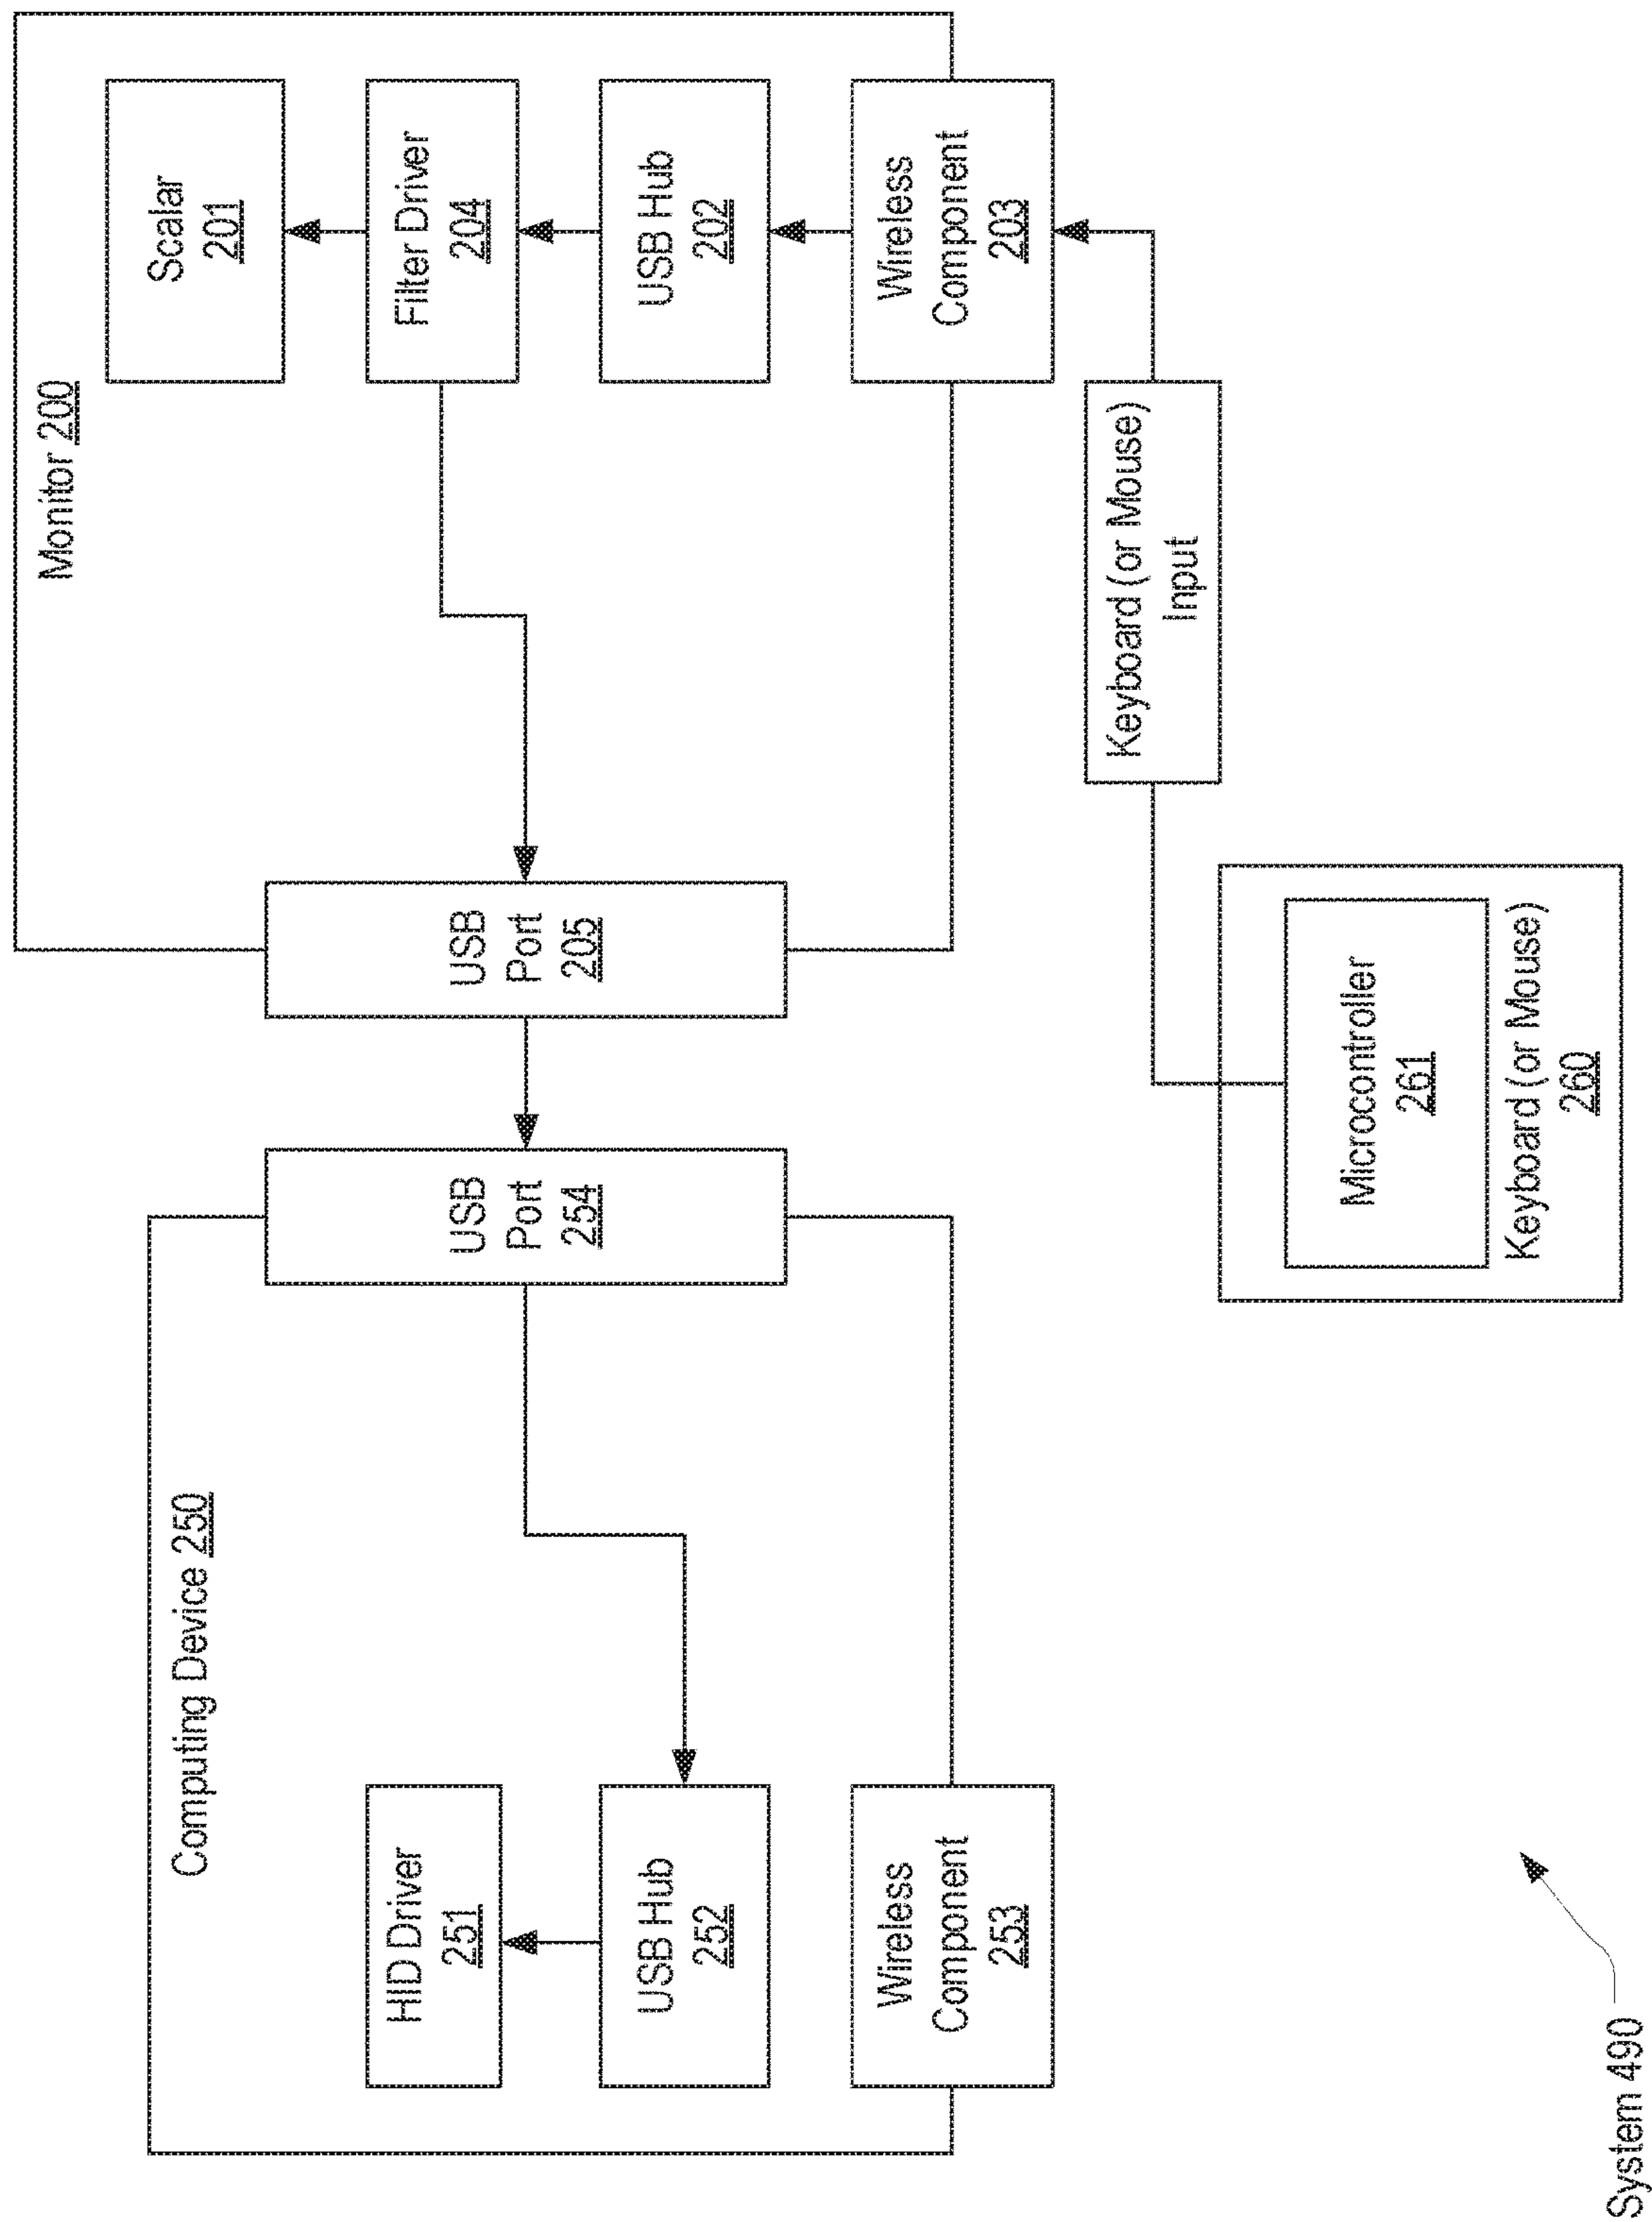 Computing Device 250
HID Driver
251
USB Hub
252
Wireless
Component
253
USB
Port
254
Monitor 200
USB
Port
205
Scalar
201
Filter Driver
204
USB Hub
202
Wireless
Component
203
Keyboard (or Mouse)
Input
Microcontroller
261
Keyboard (or Mouse)
260
System 490